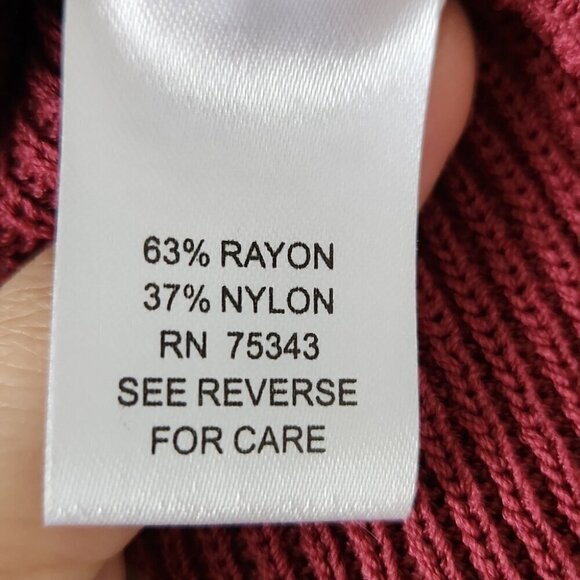 63% RAYON
37% NYLON
RN 75343
SEE REVERSE
FOR CARE